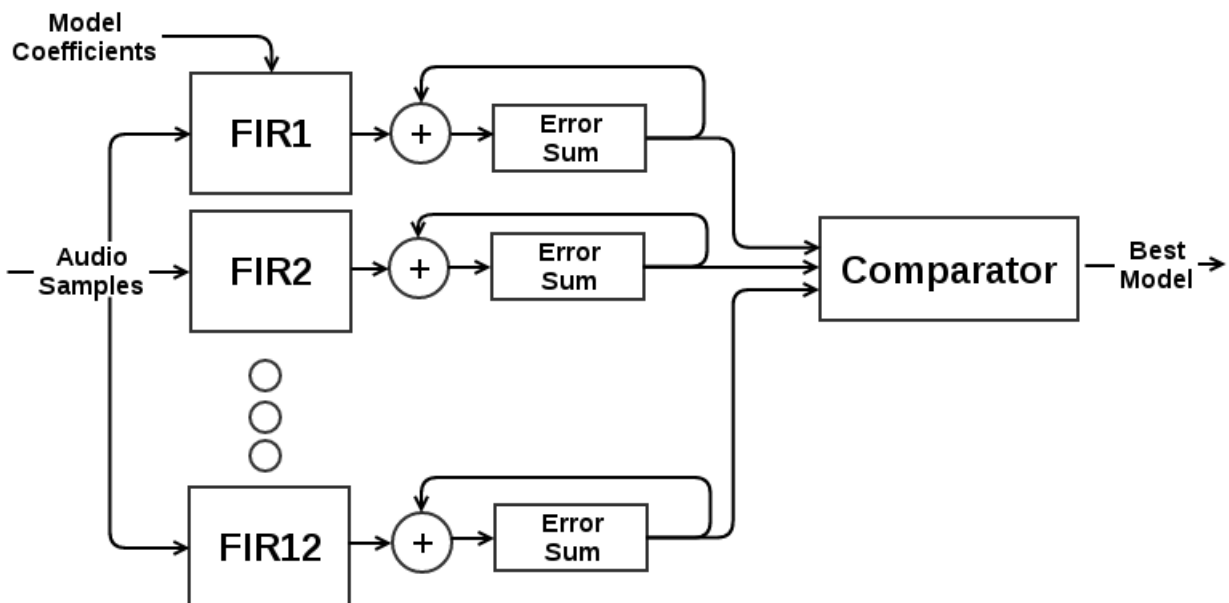 Model
Coefficients
FIR1
+
Error
Sum
Audio
Samples
FIR2
+
Error
Sum
Comparator
Best
Model
FIR12
+
Error
Sum